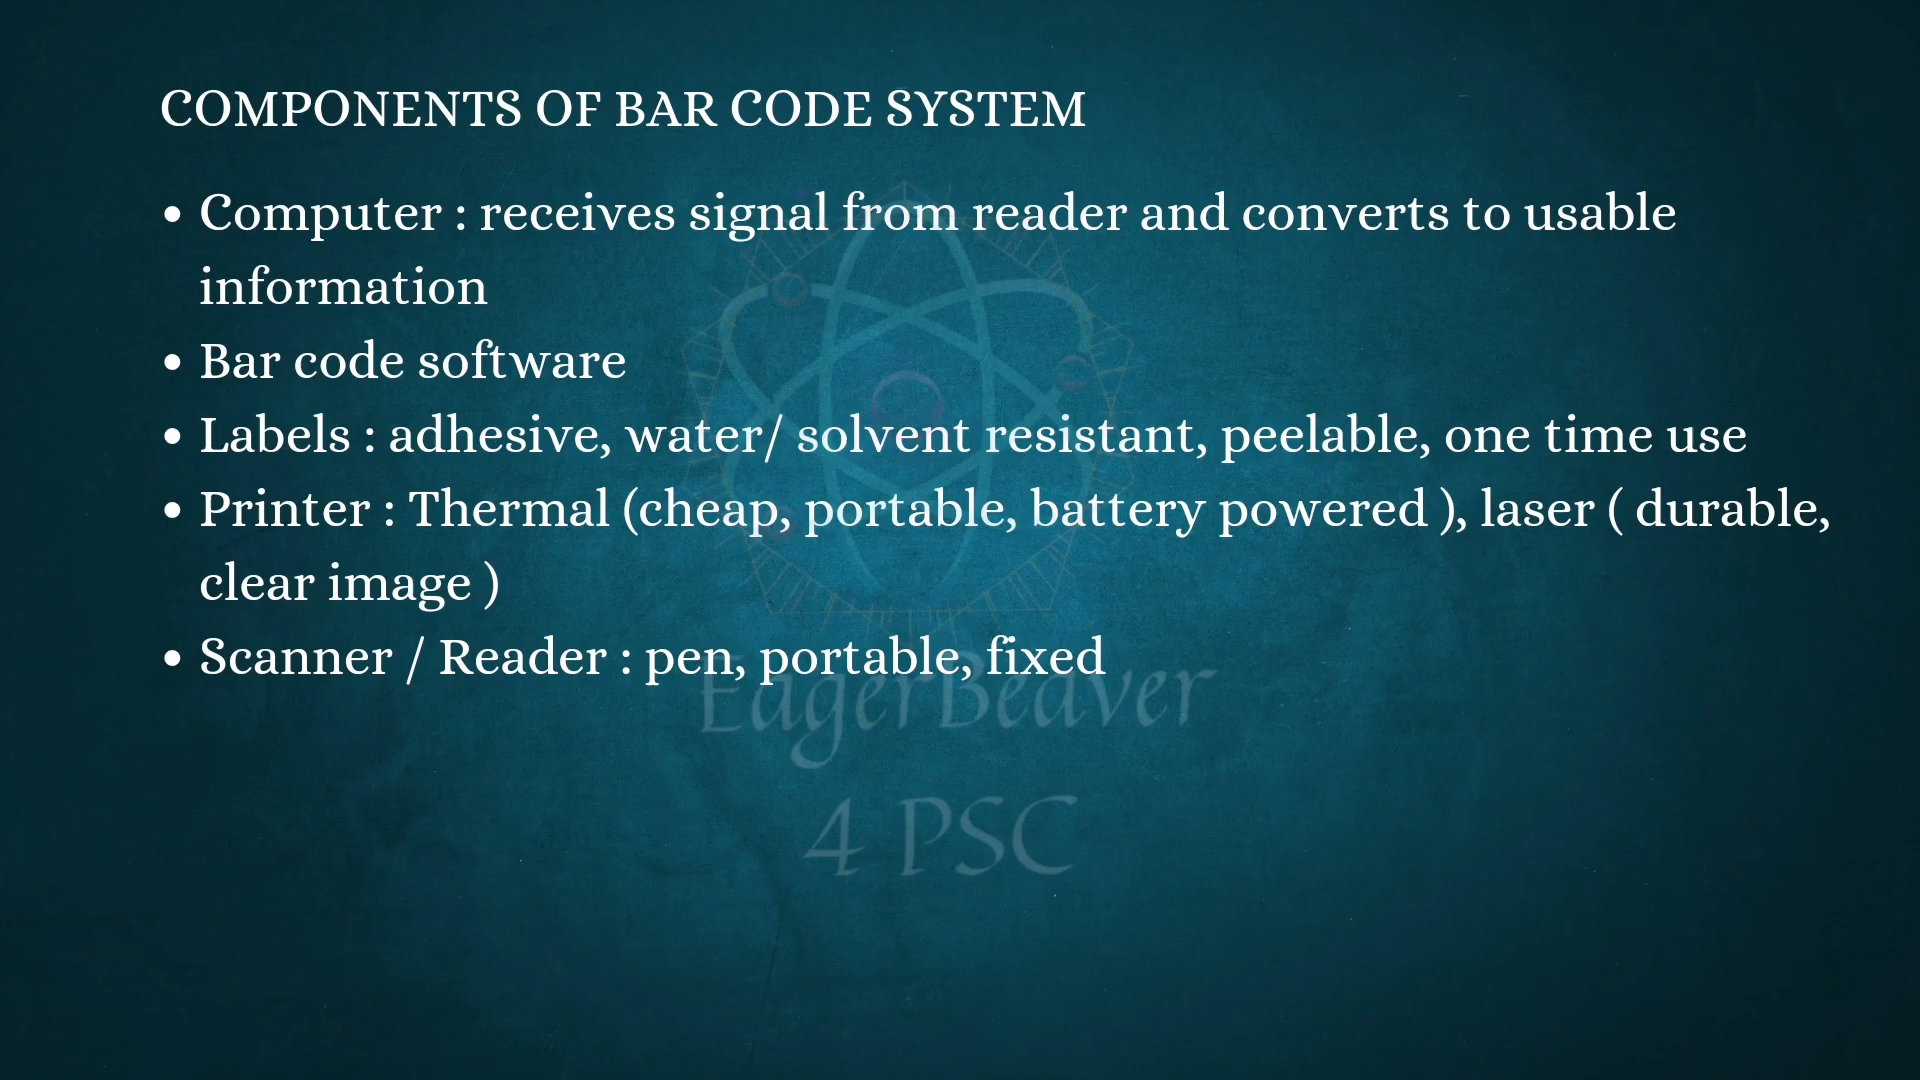 COMPONENTS OF BAR CODE SYSTEM
• Computer : receives signal from reader and converts to usable
information
• Bar code software
• Labels : adhesive, water/ solvent resistant, peelable, one time use
• Printer : Thermal (cheap, portable, battery powered ), laser ( durable,
clear image )
• Scanner / Reader : pen, portable, fixed
EagerBeaver
4 PSC